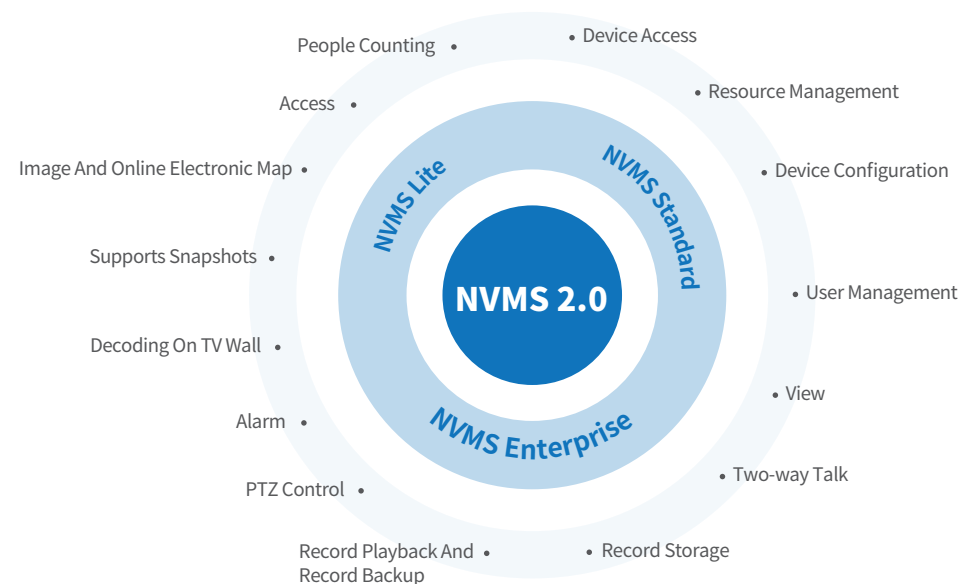 People Counting
Device Access
Access
Resource Management
Image And Online Electronic Map
Device Configuration
NVMS Lite
NVMS Standard
Supports Snapshots
NVMS 2.0
User Management
Decoding On TV Wall
View
Alarm
NVMS Enterprise
Two-way Talk
PTZ Control
Record Playback And
Record Backup
Record Storage